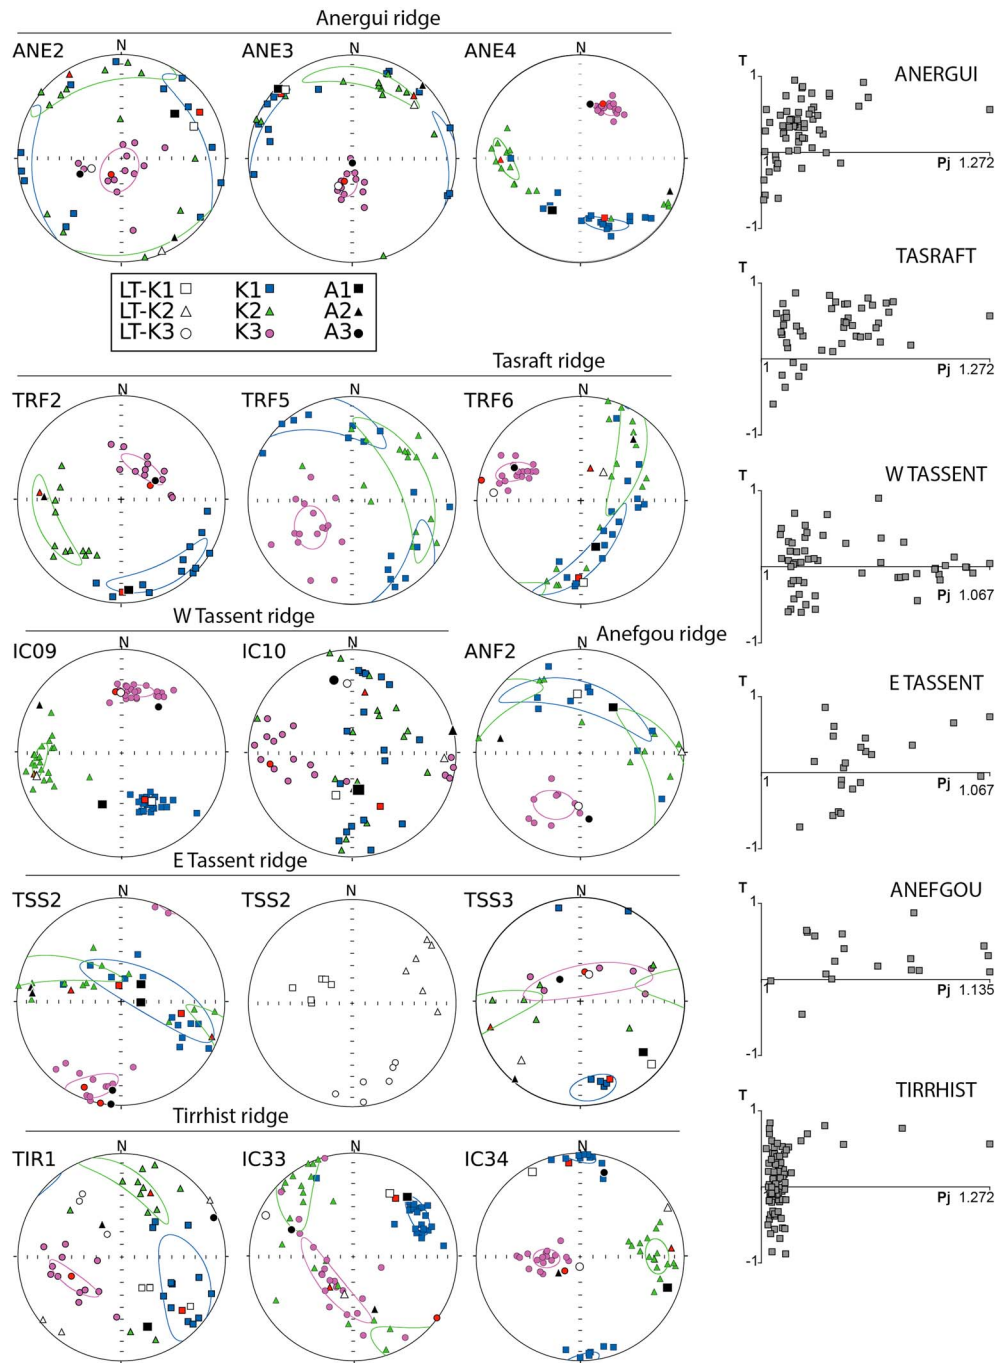 Anergui ridge
ANE2 N
ANE3 N
ANE4 N
LT-K1 K1 A1
LT-K2 K2 A2
LT-K3 K3 A3
Tasraft ridge
TRF2 N
TRF5 N
TRF6 N
W Tassent ridge
Anefgou ridge
IC09 N
IC10 N
ANF2 N
E Tassent ridge
TSS2 N
TSS2 N
TSS3 N
Tirrhist ridge
TIR1 N
IC33 N
IC34 N
T
ANERGUI
1
1
Pj 1.272
-1
TASRAFT
T
1
1
Pj 1.272
-1
W TASSENT
T
1
1
Pj 1.067
-1
E TASSENT
T
1
1
Pj 1.067
-1
ANEFGOU
T
1
1
Pj 1.135
-1
TIRRHIST
T
1
1
Pj 1.272
-1